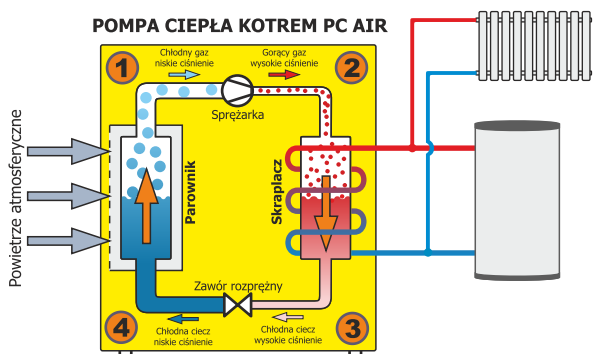 POMPA CIEPŁA KOTREM PC AIR
1
Chłodny gaz
niskie ciśnienie
Gorący gaz
wysokie ciśnienie
2
Sprężarka
Powietrze atmosferyczne
Parownik
Skraplacz
Zawór rozprężny
4
Chłodna ciecz
niskie ciśnienie
Chłodna ciecz
wysokie ciśnienie
3